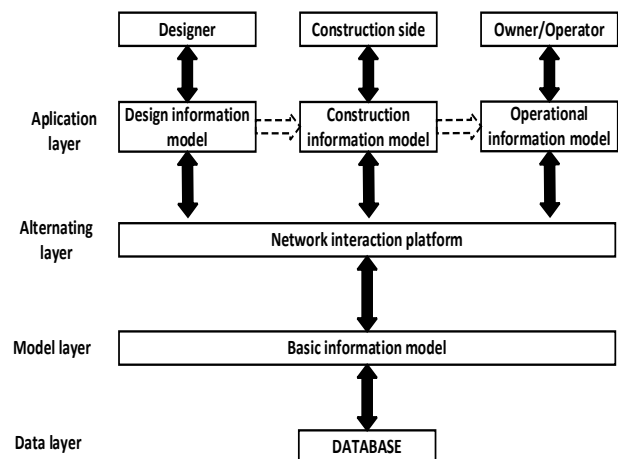 Designer
Construction side
Owner/Operator
Aplication
layer
Design information
model
Construction
information model
Operational
information model
Alternating
layer
Network interaction platform
Model layer
Basic information model
Data layer
DATABASE